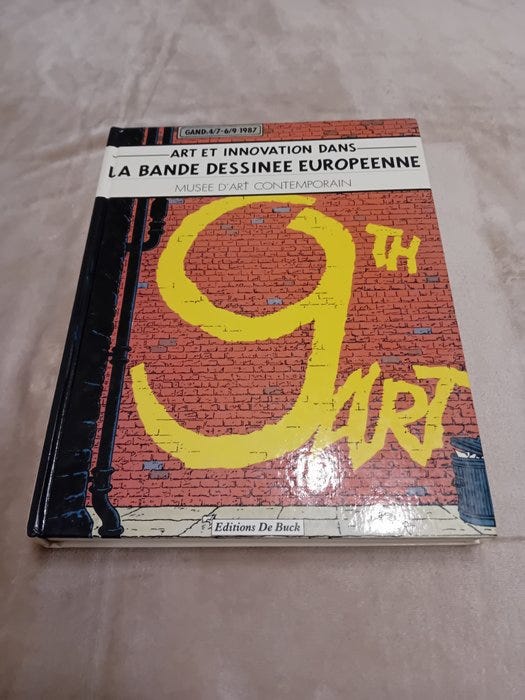 GAND:4/7-6/9 1987
ART ET INNOVATION DANS
LA BANDE DESSINEE EUROPEENNE
MUSEE D'ART CONTEMPORAIN
9TH
ART
Editions De Buck